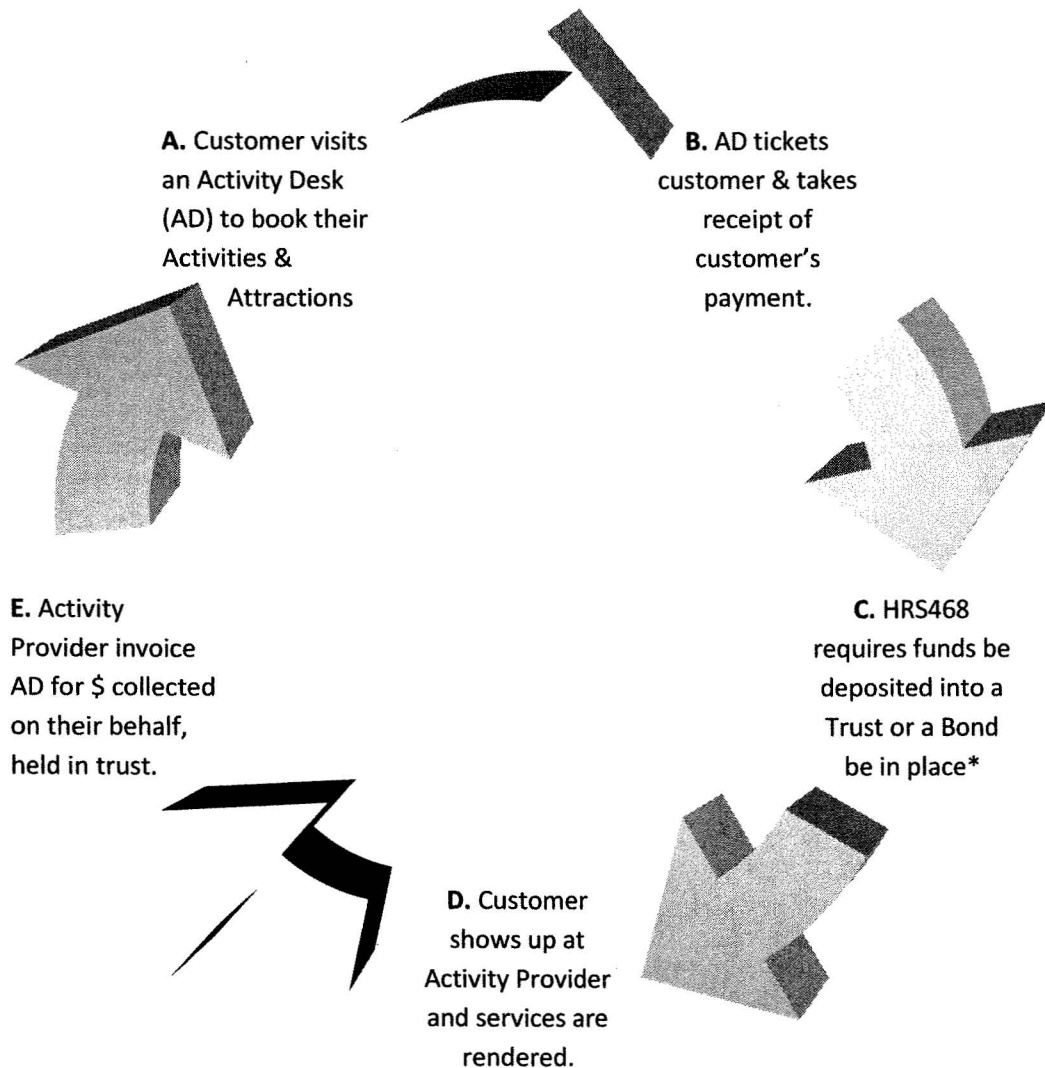 A. Customer visits
an Activity Desk
(AD) to book their
Activities &
Attractions
B. AD tickets
customer & takes
receipt of
customer's
payment.
C. HRS468
requires funds be
deposited into a
Trust or a Bond
be in place*
D. Customer
shows up at
Activity Provider
and services are
rendered.
E. Activity
Provider invoice
AD for $ collected
on their behalf,
held in trust.